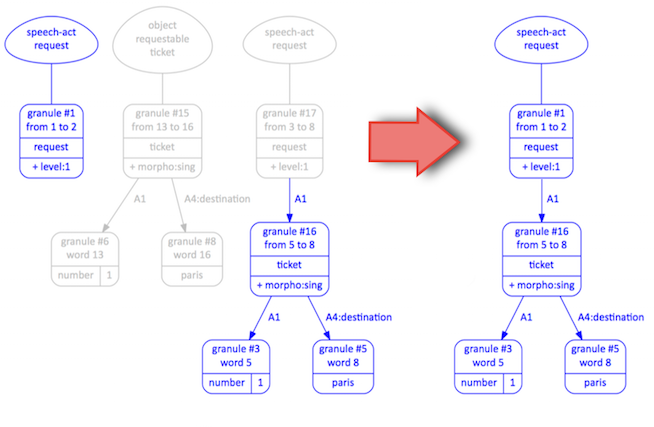 speech-act
request
granule #1
from 1 to 2
request
+ level:1
object
requestable
ticket
granule #15
from 13 to 16
ticket
+ morpho:sing
A1
A4:destination
granule #6
word 13
number 1
granule #8
word 16
paris
speech-act
request
granule #17
from 3 to 8
request
+ level:1
A1
granule #16
from 5 to 8
ticket
+ morpho:sing
A1
A4:destination
granule #3
word 5
number 1
granule #5
word 8
paris
speech-act
request
granule #1
from 1 to 2
request
+ level:1
A1
granule #16
from 5 to 8
ticket
+ morpho:sing
A1
A4:destination
granule #3
word 5
number 1
granule #5
word 8
paris